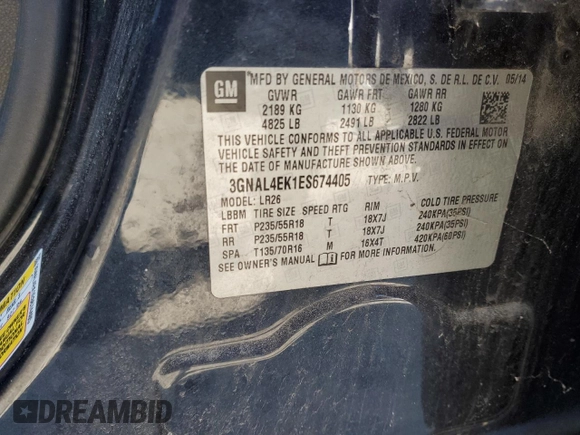 GM
MFD BY GENERAL MOTORS DE MEXICO, S. DE R.L. DE C.V. 05/14
GVWR GAWR FRT GAWR RR
2189 KG 1130 KG 1280 KG
4825 LB 2491 LB 2822 LB
THIS VEHICLE CONFORMS TO ALL APPLICABLE U.S. FEDERAL MOTOR
VEHICLE SAFETY AND THEFT PREVENTION STANDARDS IN EFFECT ON
THE DATE OF MANUFACTURE SHOWN ABOVE.
3GNAL4EK1ES674405 TYPE: M.P.V.
MODEL: LR26
LBBM TIRE SIZE SPEED RTG RIM COLD TIRE PRESSURE
FRT P235/55R18 T 18X7J 240KPA(35PSI)
RR P235/55R18 T 18X7J 240KPA(35PSI)
SPA T135/70R16 M 16X4T 420KPA(60PSI)
SEE OWNER'S MANUAL FOR MORE INFORMATION.
DREAMBID